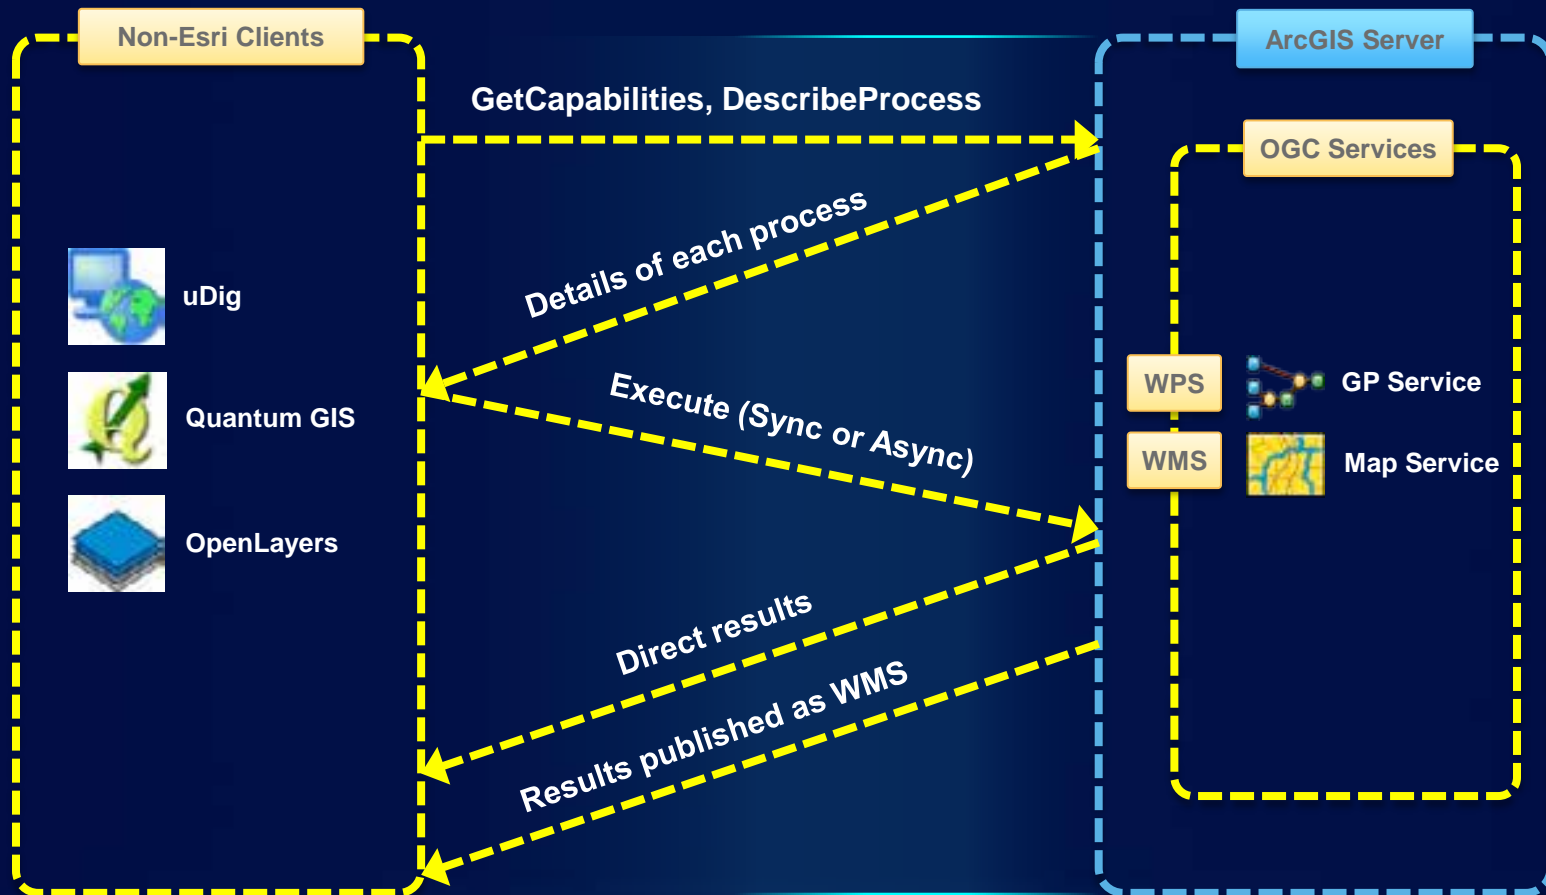 Non-Esri Clients
ArcGIS Server
GetCapabilities, DescribeProcess
OGC Services
Details of each process
uDig
Execute (Sync or Async)
WPS
GP Service
Quantum GIS
WMS
Map Service
OpenLayers
Direct results
Results published as WMS